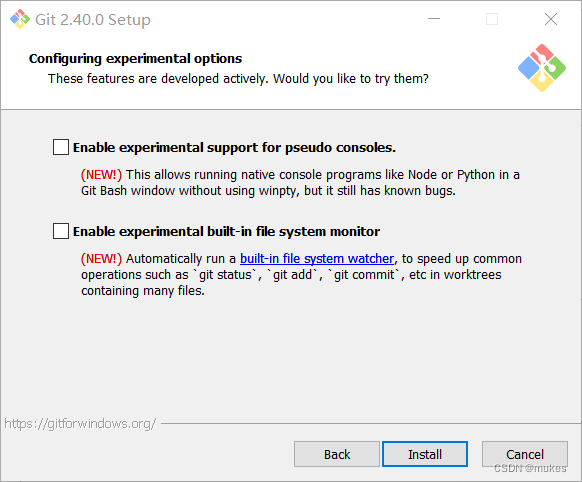 Git 2.40.0 Setup
Configuring experimental options
These features are developed actively. Would you like to try them?
Enable experimental support for pseudo consoles.
(NEW!) This allows running native console programs like Node or Python in a
Git Bash window without using winpty, but it still has known bugs.
Enable experimental built-in file system monitor
(NEW!) Automatically run a built-in file system watcher, to speed up common
operations such as `git status`, `git add`, `git commit`, etc in worktrees
containing many files.
https://gitforwindows.org/
Back
Install
Cancel
CSDN @mukes